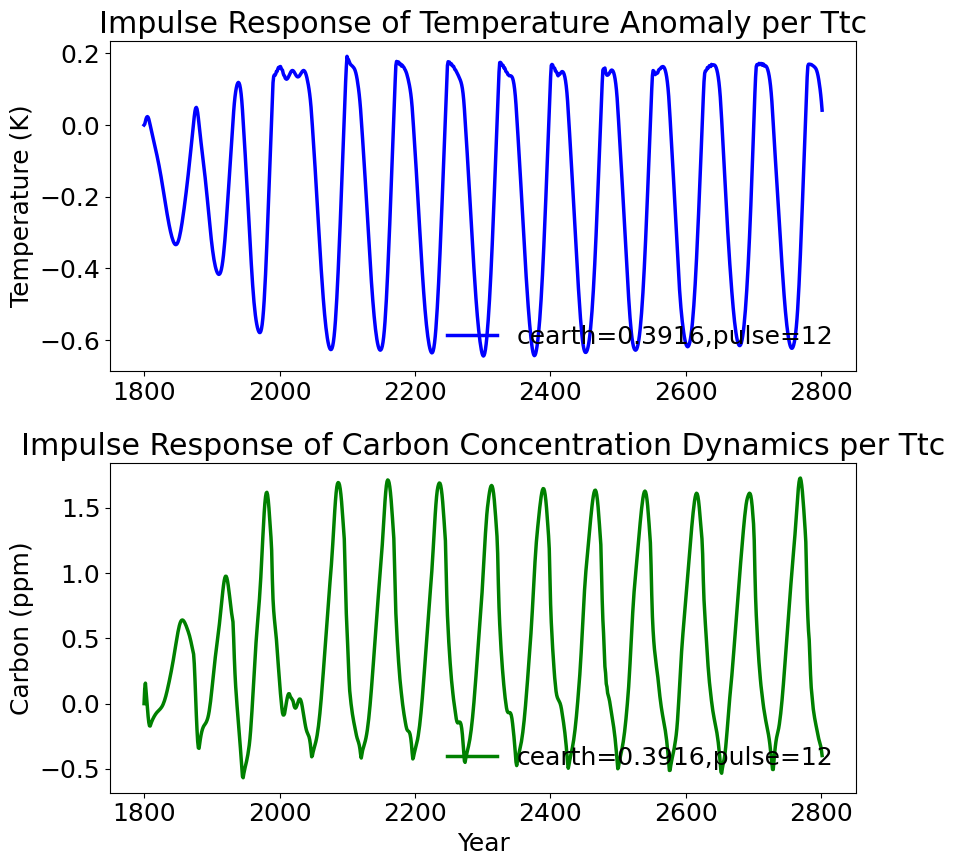 Impulse Response of Temperature Anomaly per Ttc
Temperature (K)
0.2
0.0
−0.2
−0.4
−0.6
cearth=0.3916,pulse=12
1800 2000 2200 2400 2600 2800
Impulse Response of Carbon Concentration Dynamics per Ttc
Carbon (ppm)
1.5
1.0
0.5
0.0
−0.5
cearth=0.3916,pulse=12
1800 2000 2200 2400 2600 2800
Year